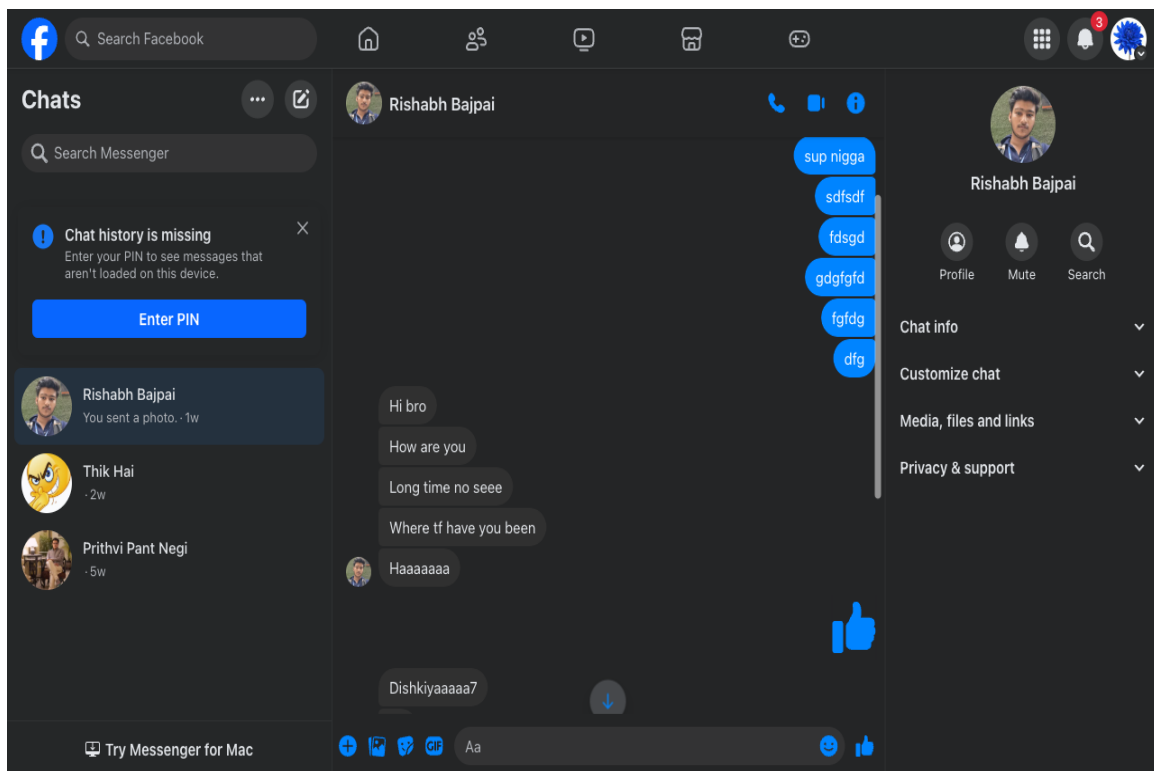 Search Facebook
3
Chats
Search Messenger
Chat history is missing
Enter your PIN to see messages that
aren't loaded on this device.
Enter PIN
Rishabh Bajpai
You sent a photo. · 1w
Thik Hai
· 2w
Prithvi Pant Negi
· 5w
Try Messenger for Mac
Rishabh Bajpai
sup nigga
sdfsdf
fdsgd
gdgfgfd
fgfdg
dfg
Hi bro
How are you
Long time no seee
Where tf have you been
Haaaaaaa
Dishkiyaaaaa7
GIF
Aa
Rishabh Bajpai
Profile
Mute
Search
Chat info
Customize chat
Media, files and links
Privacy & support